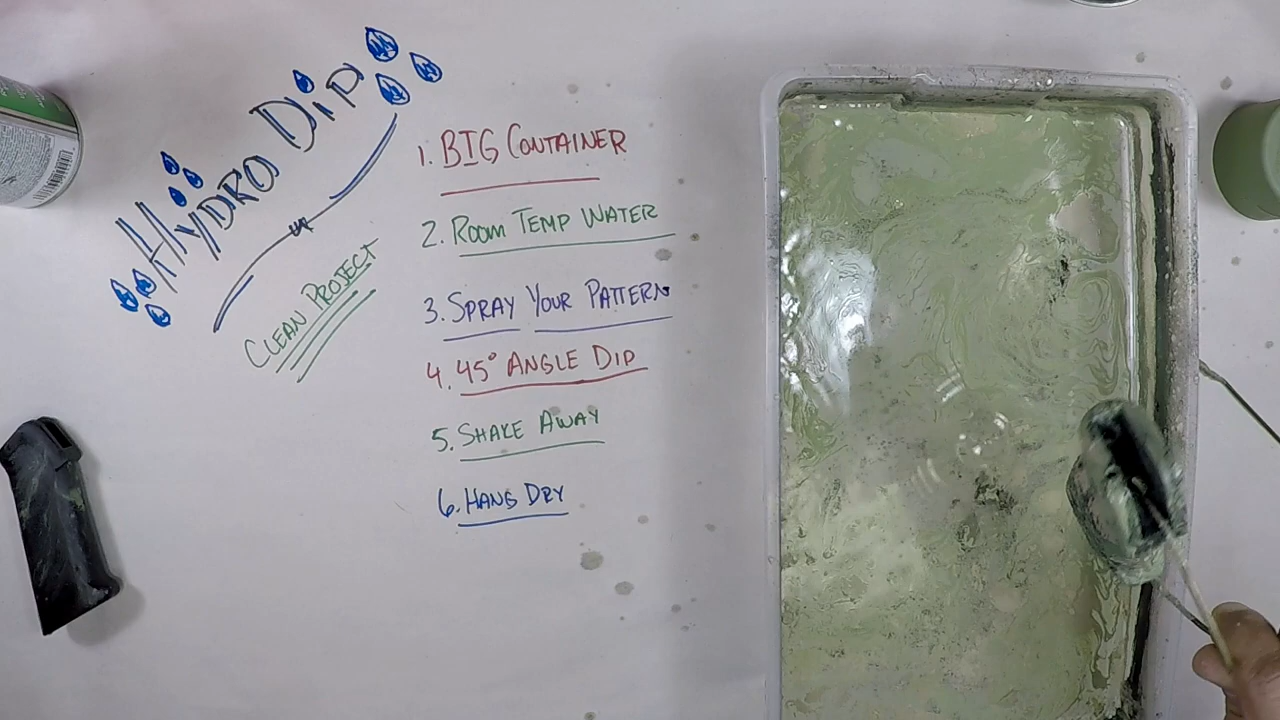 HYDRO DIP
CLEAN PROJECT
1. BIG CONTAINER
2. ROOM TEMP WATER
3. SPRAY YOUR PATTERN
4. 45° ANGLE DIP
5. SHAKE AWAY
6. HANG DRY